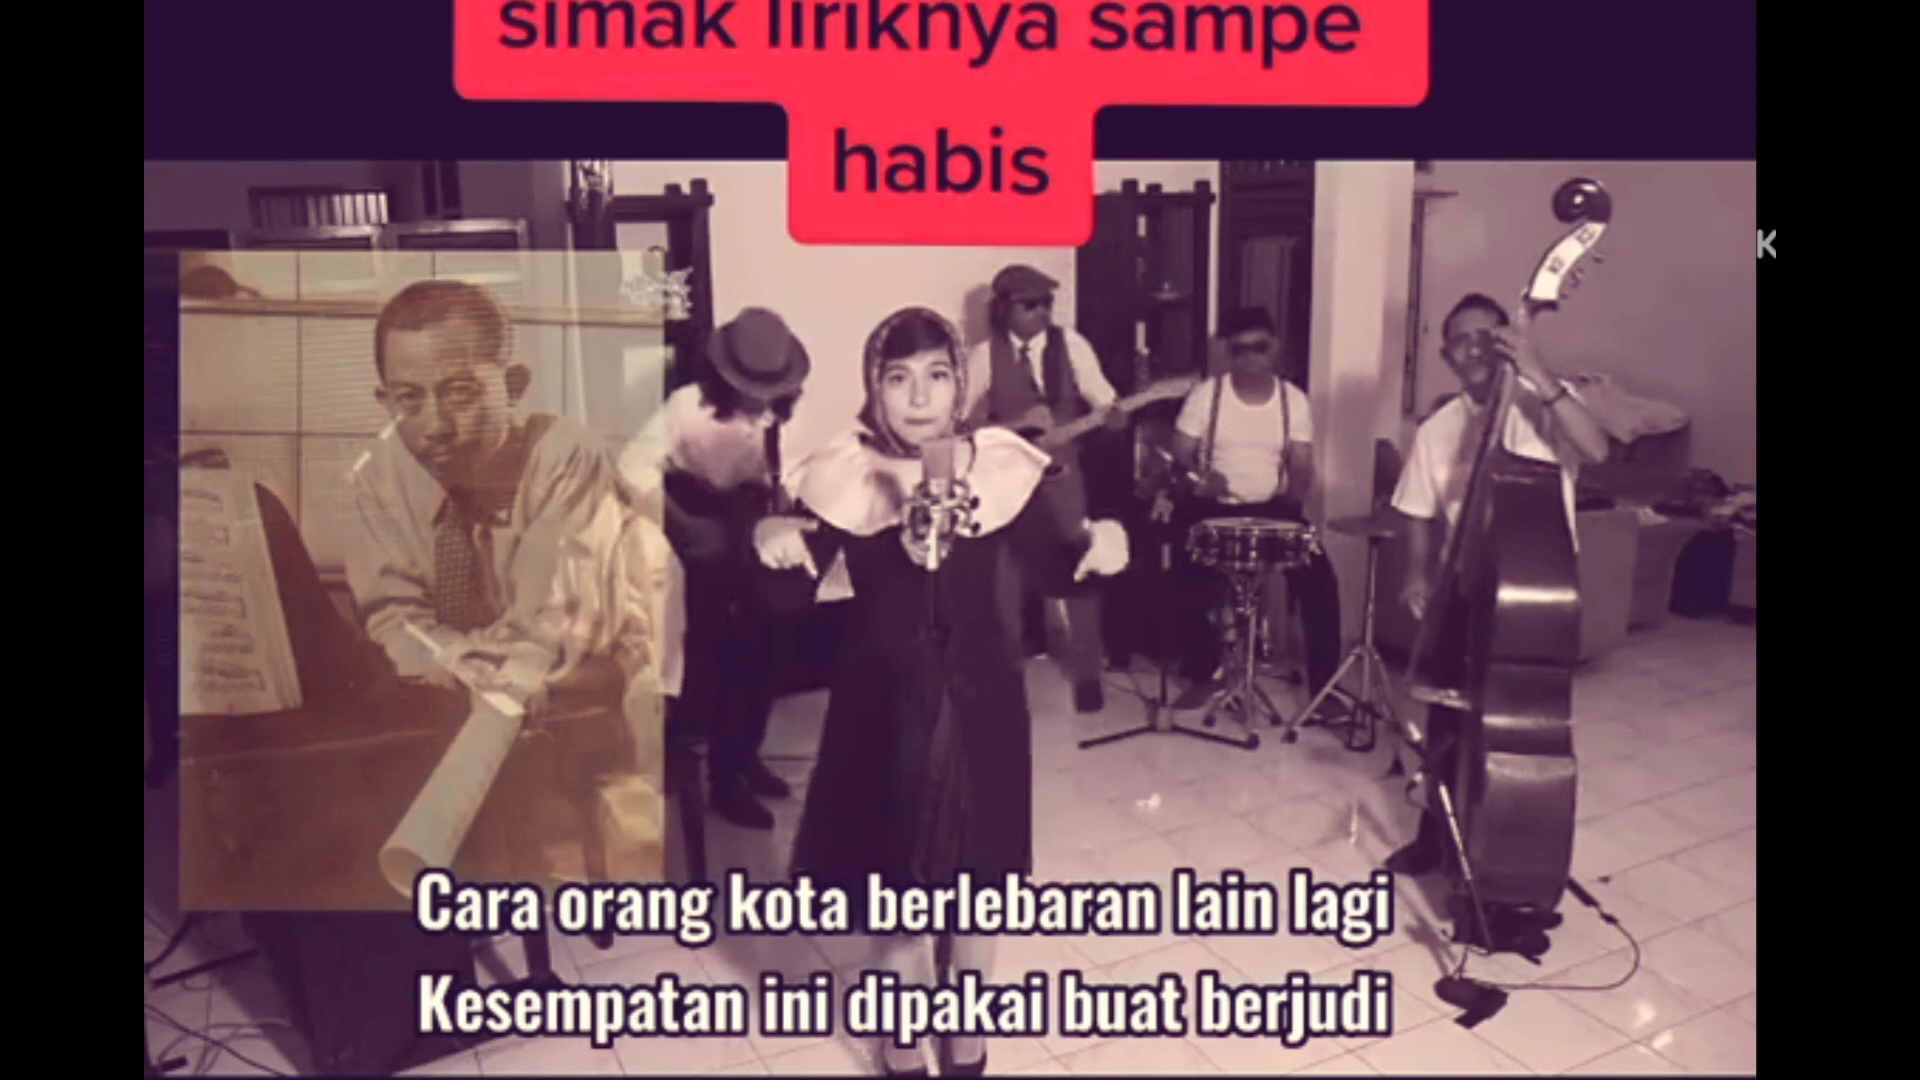 simak liriknya sampe
habis
K
Cara orang kota berlebaran lain lagi
Kesempatan ini dipakai buat berjudi